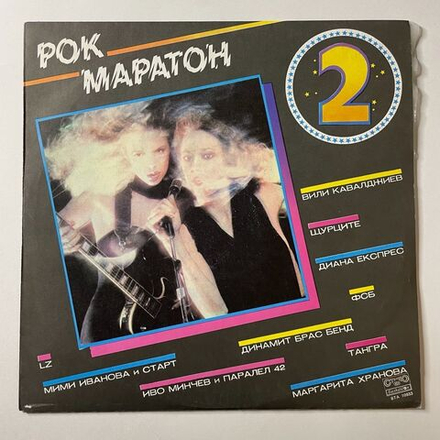 РОК
МАРАТОН
2
ВИЛИ КАВАЛДЖИЕВ
ЩУРЦИТЕ
ДИАНА ЕКСПРЕС
ФСБ
ДИНАМИТ БРАС БЕНД
ТАНГРА
LZ
МИМИ ИВАНОВА и СТАРТ
ИВО МИНЧЕВ и ПАРАЛЕЛ 42
МАРГАРИТА ХРАНОВА